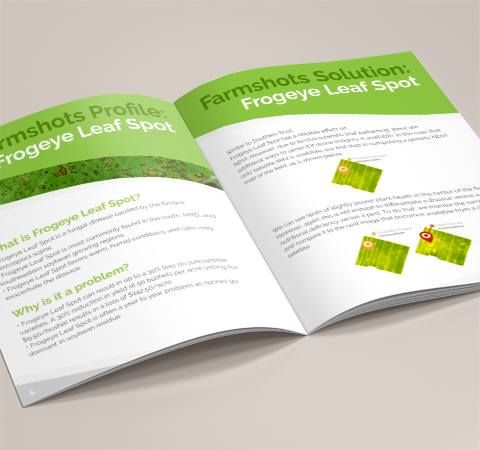 Farmshots Profile:
Frogeye Leaf Spot
What is Frogeye Leaf Spot?
Frogeye Leaf Spot is a fungal disease caused by the fungus
cercospora sojina.
Frogeye Leaf Spot is most commonly found in the south, MDD, and
southeastern soybean growing regions.
• Frogeye Leaf Spot favors warm, humid conditions and rainy may
exacerbate the disease.
Why is it a problem?
• Frogeye Leaf Spot can result in up to a 30% loss on susceptible
varieties. A 30% reduction in yield at 50 bushels per acre selling for
$9.50/bushel results in a loss of $142.50/acre.
• Frogeye Leaf Spot is often a year to year problem as spores go
dormant in soybean residue.
5
Farmshots Solution:
Frogeye Leaf Spot
Similar to Southern Rust,
Frogeye Leaf Spot has a notable effect on
NDVI. However, due to its characteristic leaf patterning, there are
additional ways to detect it if drone imagery is available. In the case that
only satellite data is available, our first step is computing a generic NDVI
map of the field, as is shown below.
We can see spots of slightly poorer plant health in the center of the
However, again, this is not enough to differentiate a disease versus a
nutritional deficiency versus a pest. To do that, we monitor the same
and compare it to the next image that becomes available from a
satellite.